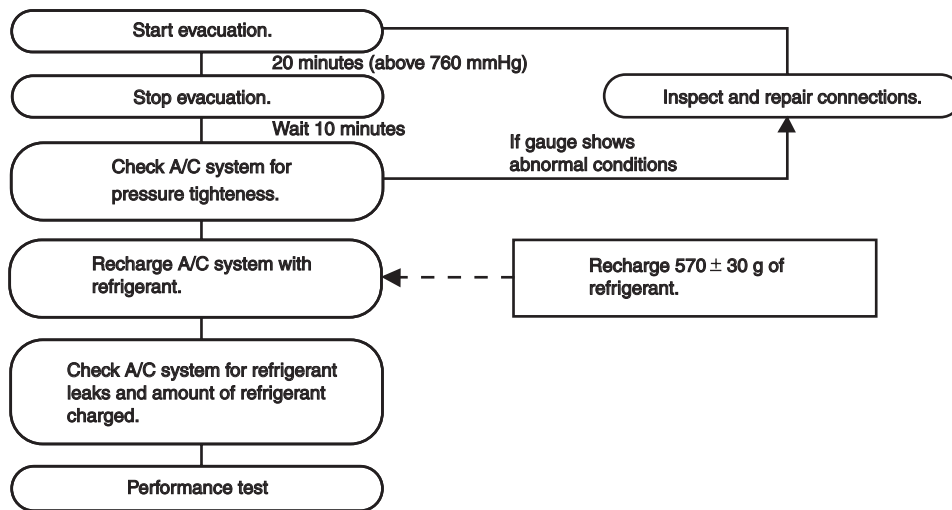 Start evacuation.
20 minutes (above 760 mmHg)
Stop evacuation.
Inspect and repair connections.
Wait 10 minutes
If gauge shows
abnormal conditions
Check A/C system for
pressure tighteness.
Recharge A/C system with
refrigerant.
Recharge 570 ± 30 g of
refrigerant.
Check A/C system for refrigerant
leaks and amount of refrigerant
charged.
Performance test